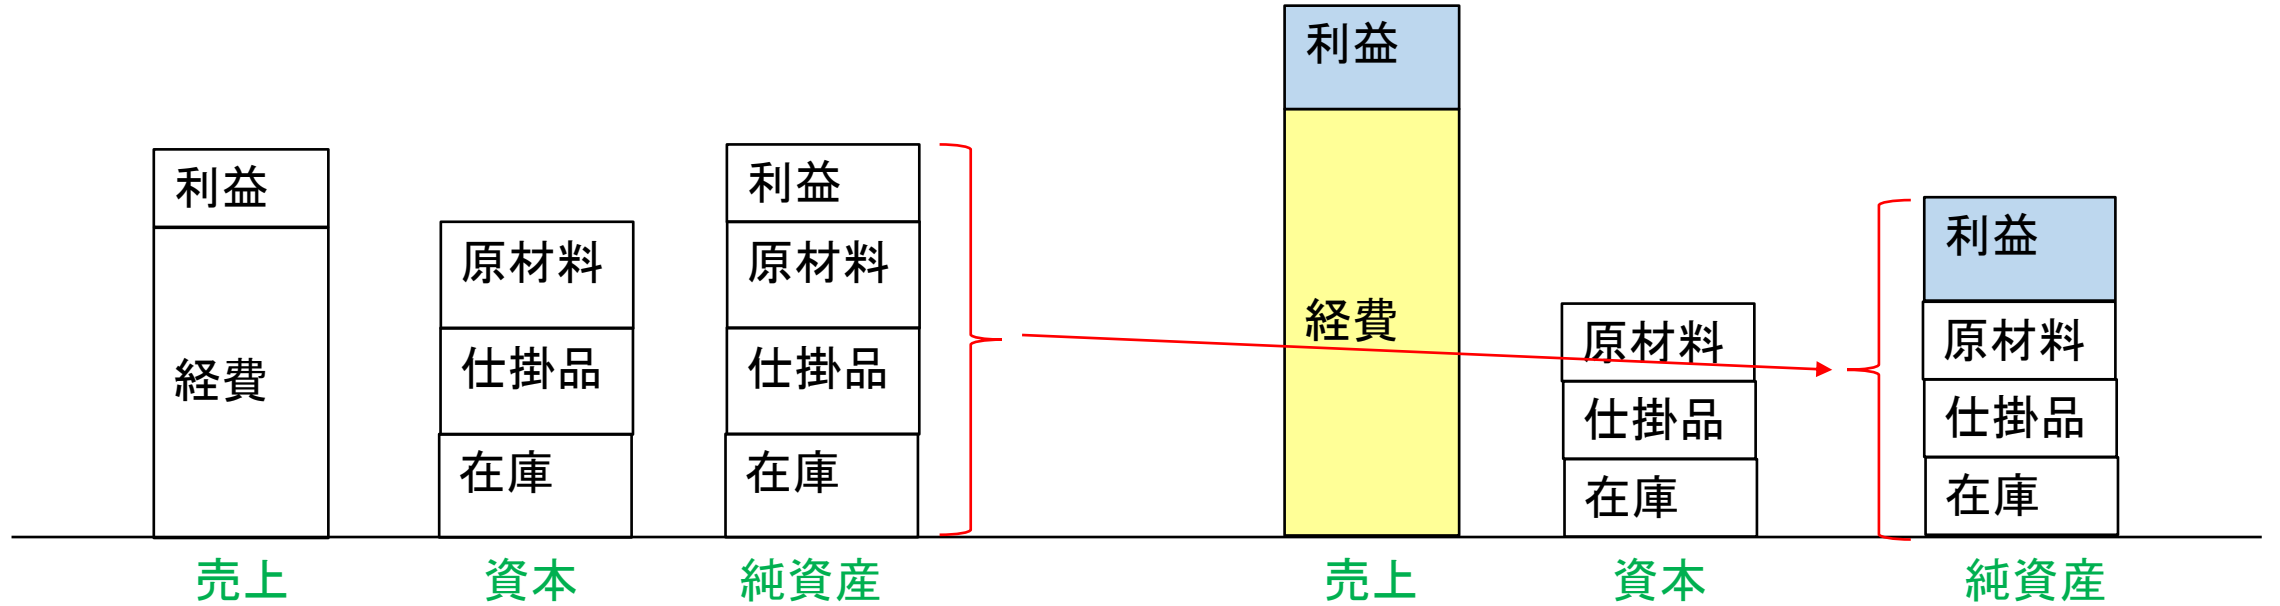 利益
経費
売上
原材料
仕掛品
在庫
資本
利益
原材料
仕掛品
在庫
純資産
利益
経費
売上
原材料
仕掛品
在庫
資本
利益
原材料
仕掛品
在庫
純資産